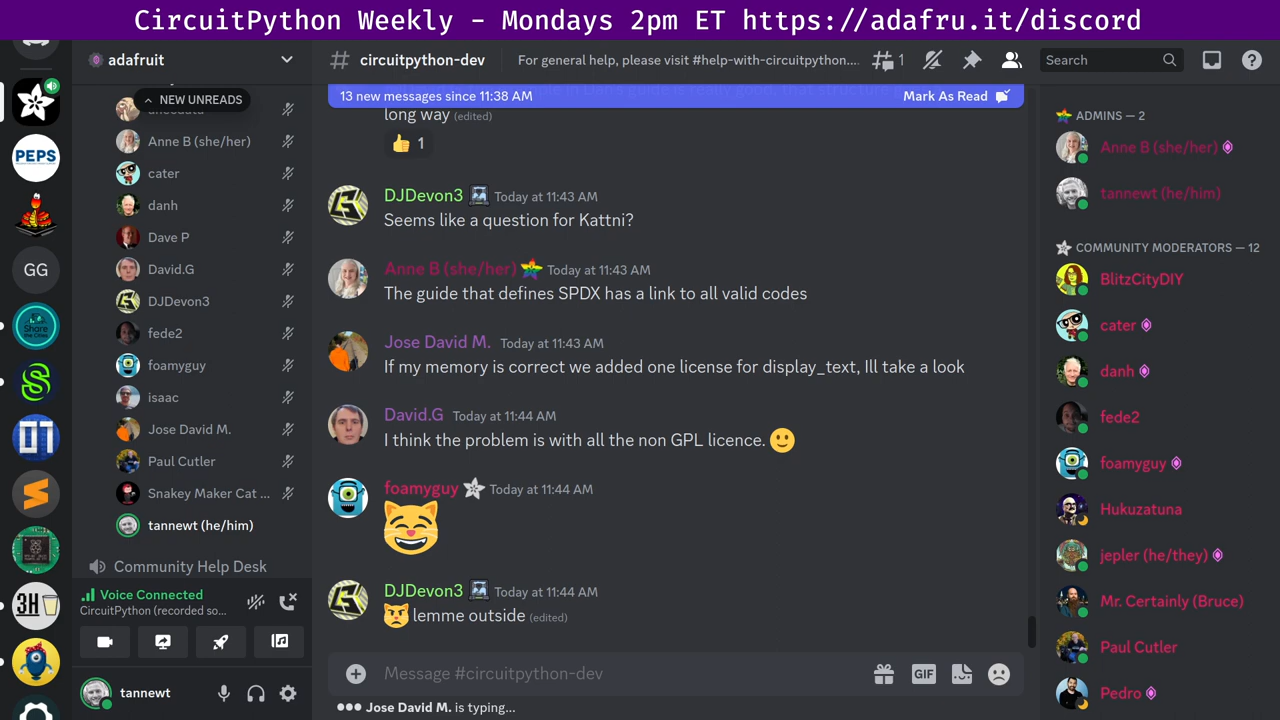 CircuitPython Weekly - Mondays 2pm ET https://adafru.it/discord
adafruit
NEW UNREADS
Anne B (she/her)
cater
danh
Dave P
David.G
DJDevon3
fede2
foamyguy
isaac
Jose David M.
Paul Cutler
Snakey Maker Cat ...
tannewt (he/him)
Community Help Desk
Voice Connected
CircuitPython (recorded so...
tannewt
PEPS
GG
Share the Cities
OT
3H
circuitpython-dev
For general help, please visit #help-with-circuitpython....
1
Search
13 new messages since 11:38 AM
Mark As Read
long way (edited)
1
DJDevon3 Today at 11:43 AM
Seems like a question for Kattni?
Anne B (she/her) Today at 11:43 AM
The guide that defines SPDX has a link to all valid codes
Jose David M. Today at 11:43 AM
If my memory is correct we added one license for display_text, Ill take a look
David.G Today at 11:44 AM
I think the problem is with all the non GPL licence.
foamyguy Today at 11:44 AM
DJDevon3 Today at 11:44 AM
lemme outside (edited)
Message #circuitpython-dev
GIF
Jose David M. is typing...
ADMINS — 2
Anne B (she/her)
tannewt (he/him)
COMMUNITY MODERATORS — 12
BlitzCityDIY
cater
danh
fede2
foamyguy
Hukuzatuna
jepler (he/they)
Mr. Certainly (Bruce)
Paul Cutler
Pedro